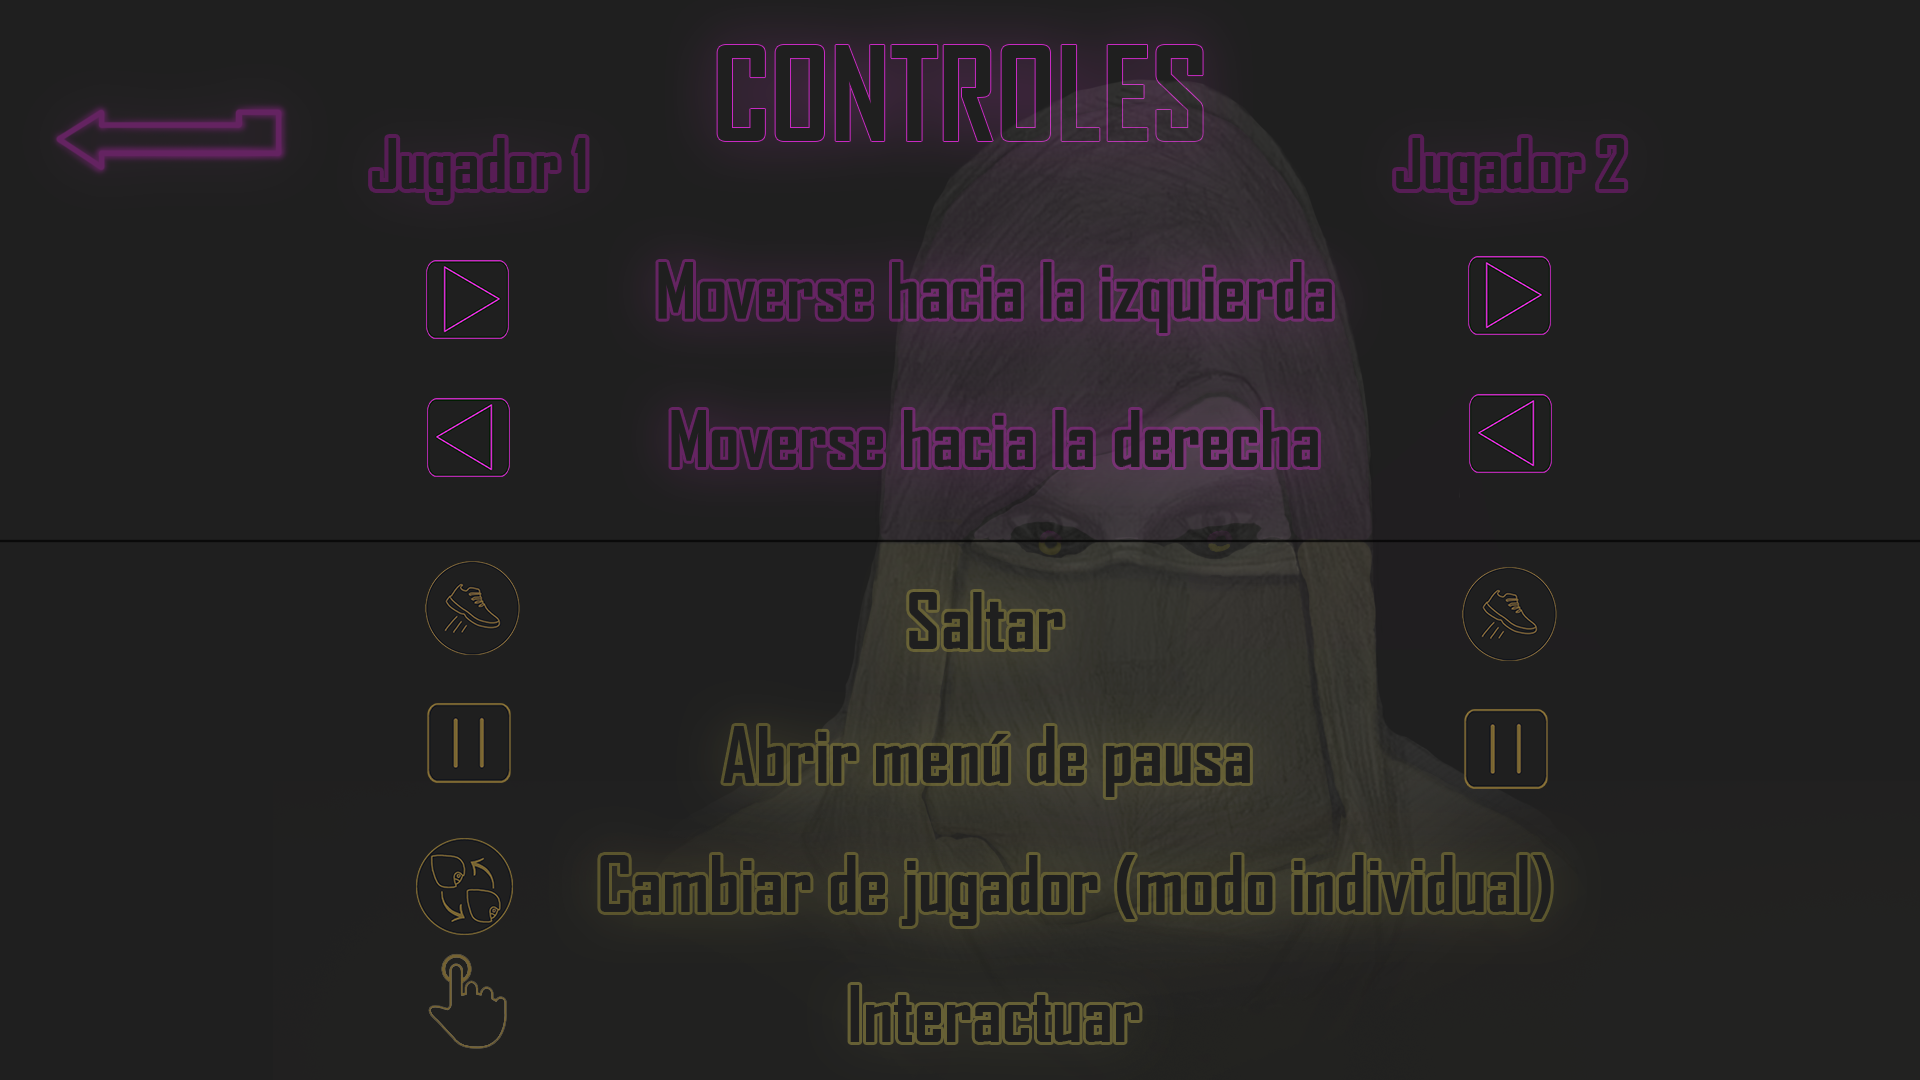 CONTROLES
Jugador 1
Jugador 2
Moverse hacia la izquierda
Moverse hacia la derecha
Saltar
Abrir menú de pausa
Cambiar de jugador (modo individual)
Interactuar